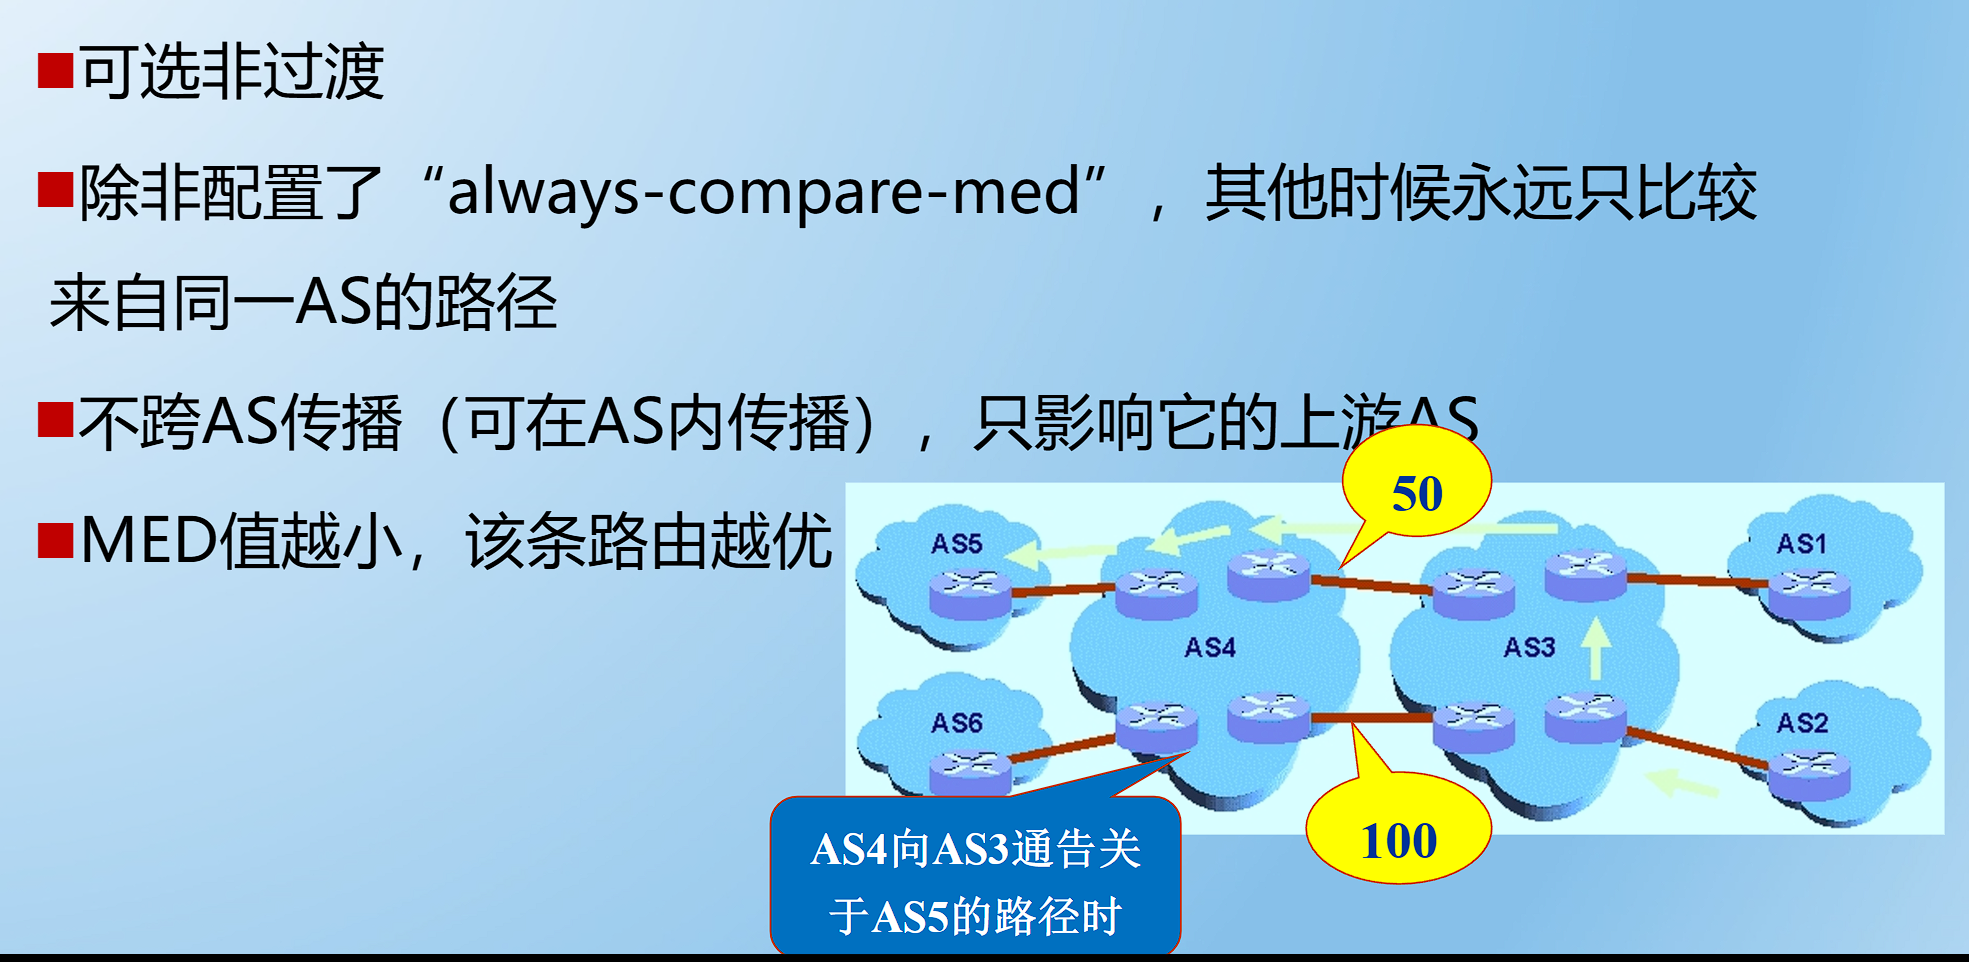 可选非过渡
除非配置了“always-compare-med”，其他时候永远只比较
来自同一AS的路径
不跨AS传播（可在AS内传播），只影响它的上游AS
MED值越小，该条路由越优
50
AS5
AS1
AS4
AS3
AS6
AS2
100
AS4向AS3通告关
于AS5的路径时